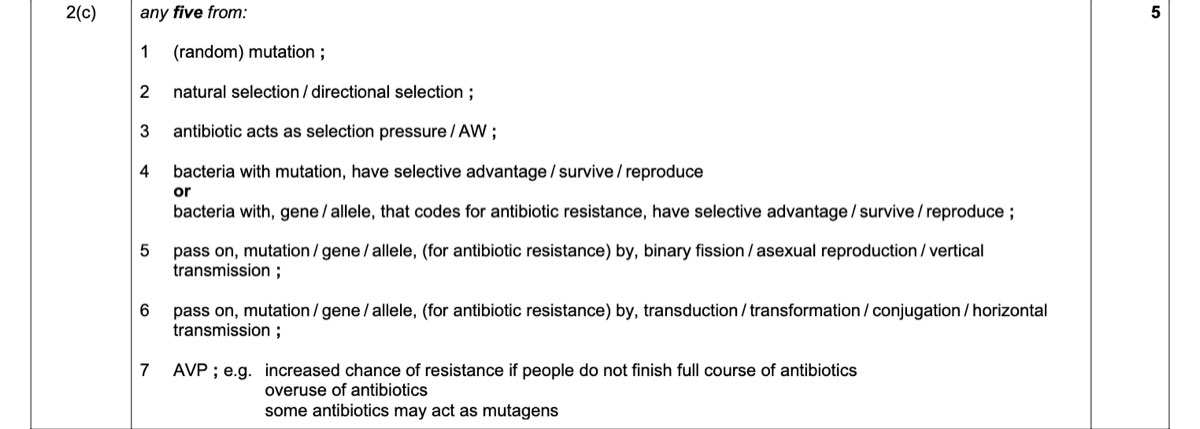 2(c) any five from: 5
1 (random) mutation ;
2 natural selection / directional selection ;
3 antibiotic acts as selection pressure / AW ;
4 bacteria with mutation, have selective advantage / survive / reproduce
or
bacteria with, gene / allele, that codes for antibiotic resistance, have selective advantage / survive / reproduce ;
5 pass on, mutation / gene / allele, (for antibiotic resistance) by, binary fission / asexual reproduction / vertical
transmission ;
6 pass on, mutation / gene / allele, (for antibiotic resistance) by, transduction / transformation / conjugation / horizontal
transmission ;
7 AVP ; e.g. increased chance of resistance if people do not finish full course of antibiotics
overuse of antibiotics
some antibiotics may act as mutagens